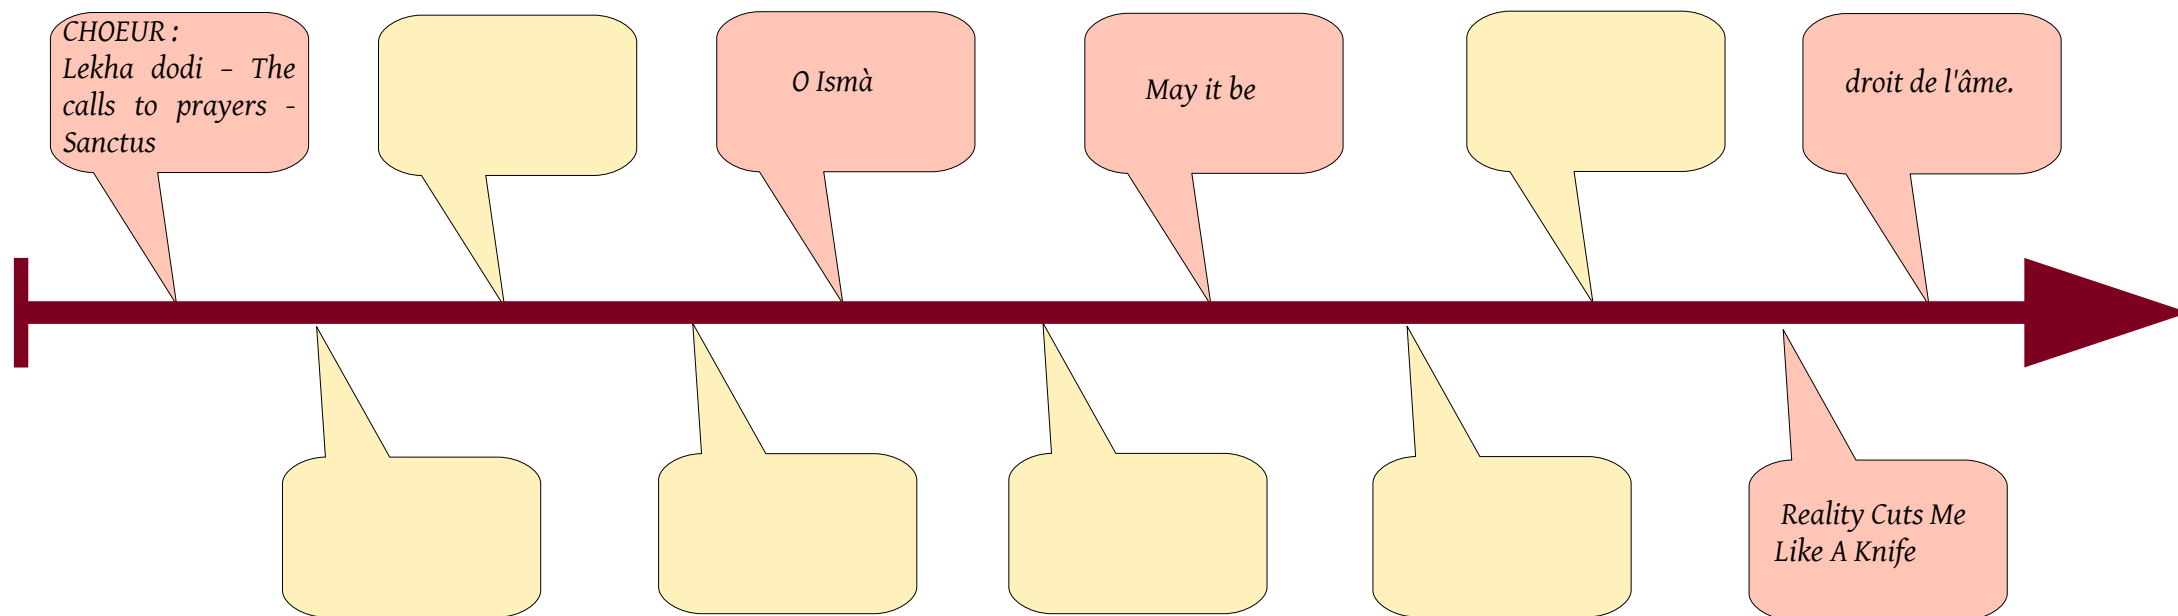 CHOEUR :
Lekha dodi – The
calls to prayers -
Sanctus
O Ismà
May it be
droit de l'âme.
Reality Cuts Me
Like A Knife